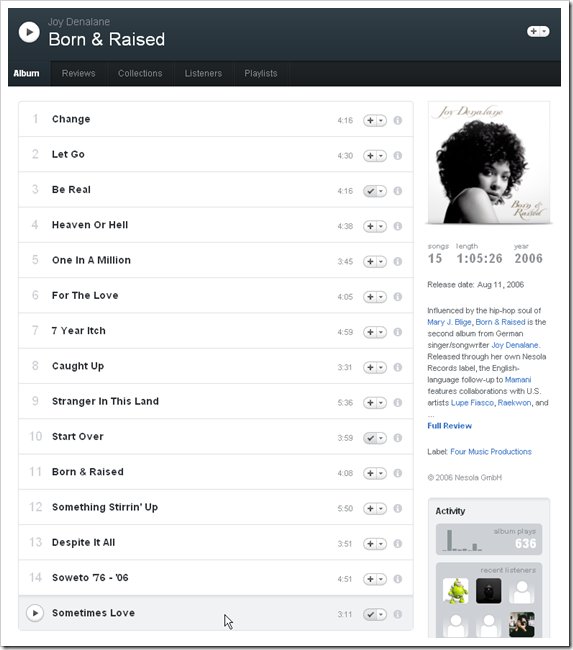 Joy Denalane
Born & Raised
Album Reviews Collections Listeners Playlists
1 Change 4:16
2 Let Go 4:30
3 Be Real 4:16
4 Heaven Or Hell 4:38
5 One In A Million 3:45
6 For The Love 4:05
7 7 Year Itch 4:59
8 Caught Up 3:31
9 Stranger In This Land 5:36
10 Start Over 3:59
11 Born & Raised 4:08
12 Something Stirrin' Up 5:50
13 Despite It All 3:51
14 Soweto '76 - '06 4:51
Sometimes Love 3:11
Joy Denalane
Born &
Raised
songs length year
15 1:05:26 2006
Release date: Aug 11, 2006
Influenced by the hip-hop soul of
Mary J. Blige, Born & Raised is the
second album from German
singer/songwriter Joy Denalane.
Released through her own Nesola
Records label, the English-
language follow-up to Mamani
features collaborations with U.S.
artists Lupe Fiasco, Raekwon, and
...
Full Review
Label: Four Music Productions
© 2006 Nesola GmbH
Activity
album plays
636
recent listeners